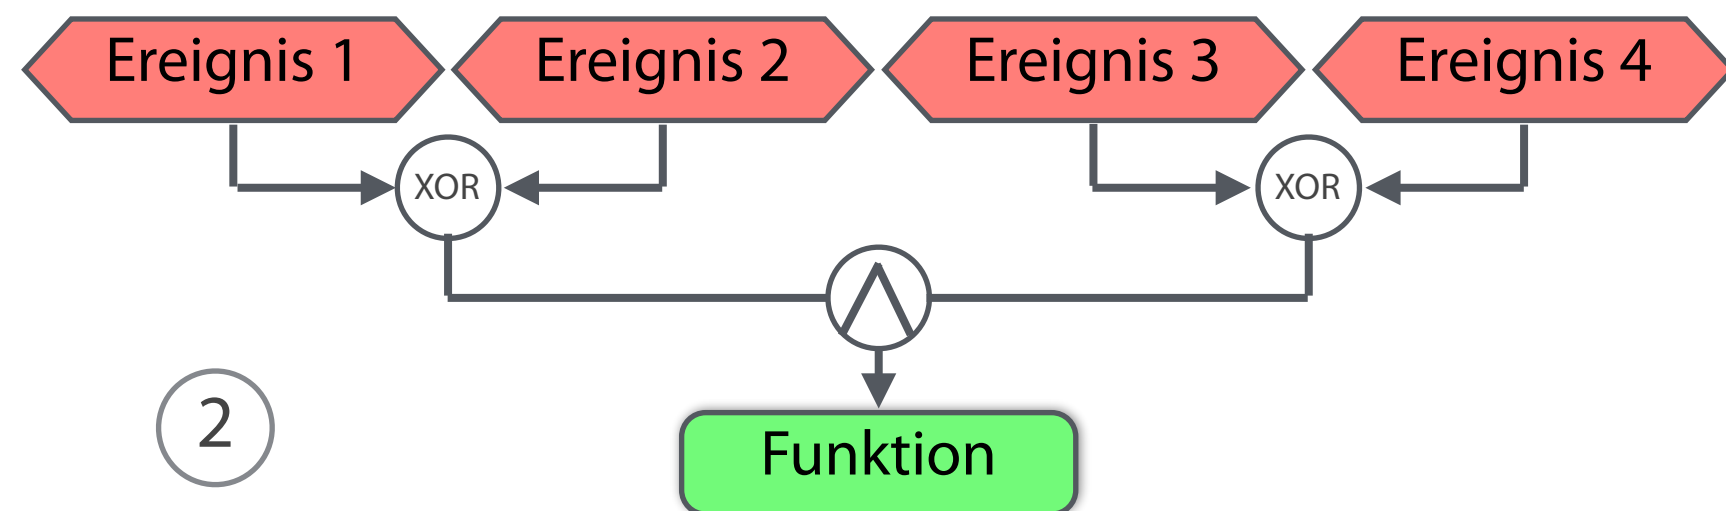 Ereignis 1
Ereignis 2
Ereignis 3
Ereignis 4
XOR
XOR
2
Funktion